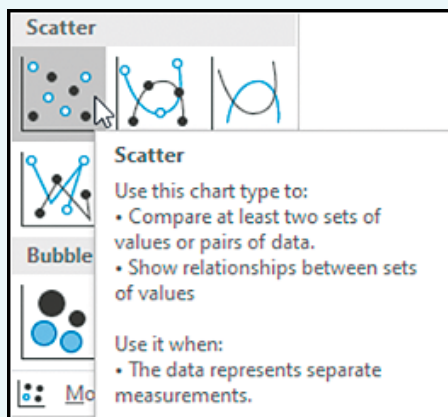 Scatter
Scatter
Use this chart type to:
• Compare at least two sets of
values or pairs of data.
• Show relationships between sets
of values
Use it when:
• The data represents separate
measurements.
Bubble